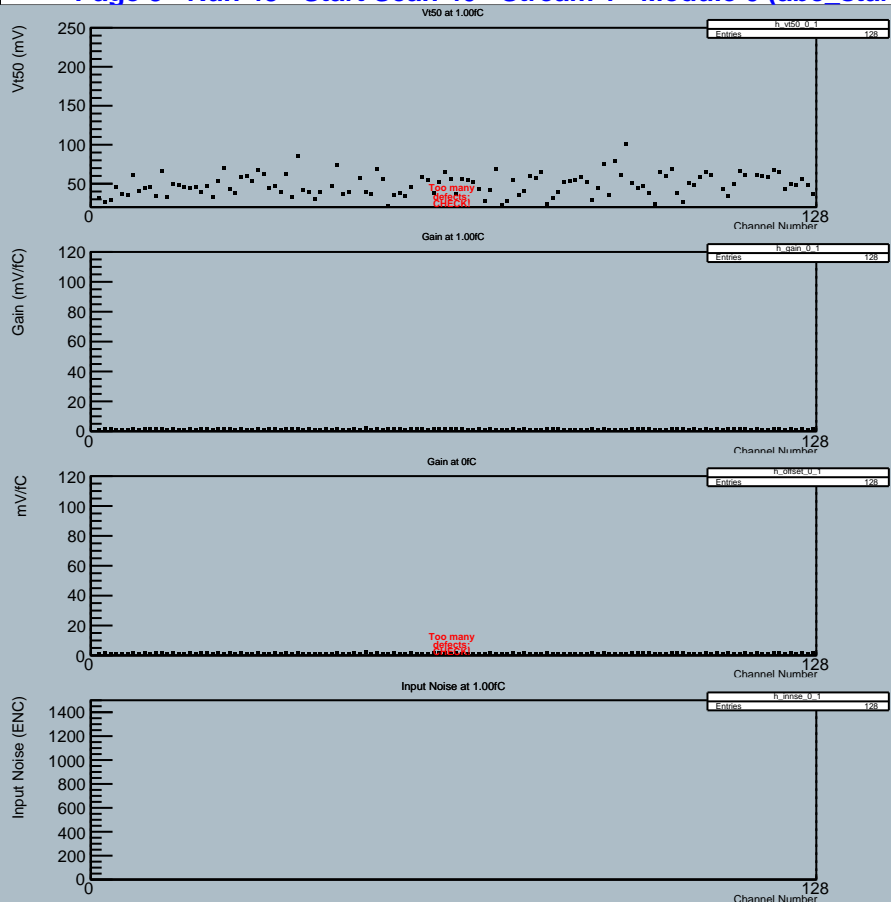 Vt50 at 1.00fC
h_vt50_0_1
Entries 128
Vt50 (mV)
250
200
150
100
50
Too many
defects:
CHECK!
0
128
Channel Number
Gain at 1.00fC
h_gain_0_1
Entries 128
Gain (mV/fC)
120
100
80
60
40
20
0
0
128
Channel Number
Gain at 0fC
h_offset_0_1
Entries 128
mV/fC
120
100
80
60
40
20
0
Too many
defects:
CHECK!
0
128
Channel Number
Input Noise at 1.00fC
h_innse_0_1
Entries 128
Input Noise (ENC)
1400
1200
1000
800
600
400
200
0
0
128
Channel Number